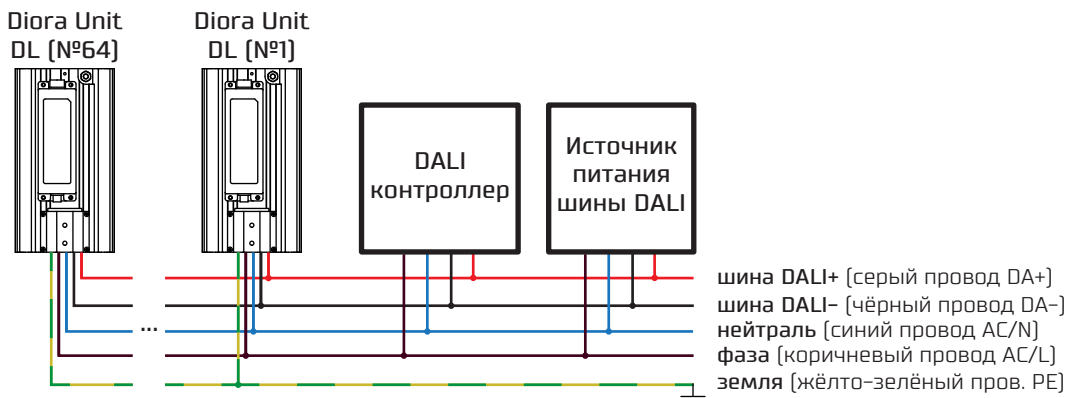 Diora Unit
DL (№64)
Diora Unit
DL (№1)
DALI
контроллер
Источник
питания
шины DALI
...
шина DALI+ (серый провод DA+)
шина DALI- (чёрный провод DA-)
нейтраль (синий провод AC/N)
фаза (коричневый провод AC/L)
земля (жёлто-зелёный пров. PE)